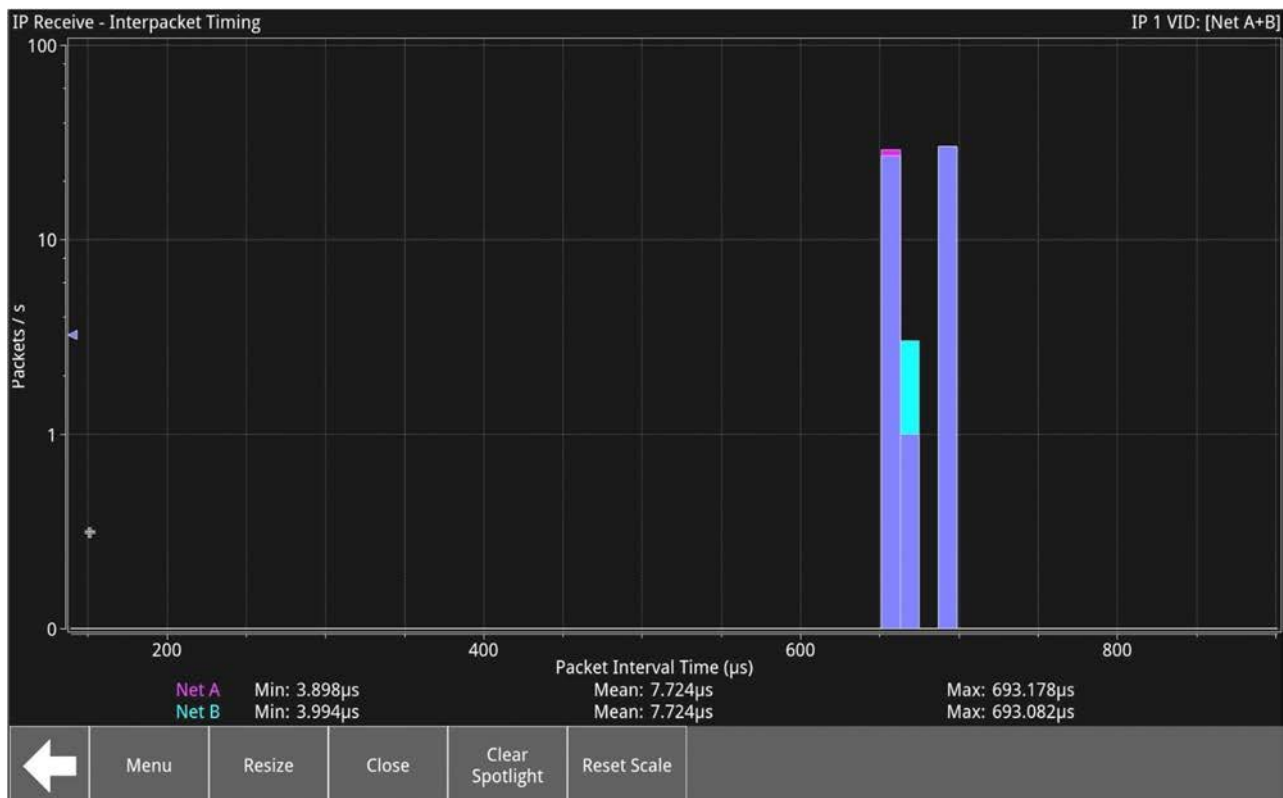 IP Receive - Interpacket Timing
IP 1 VID: [Net A+B]
100
10
1
0
Packets / s
200
400
600
800
Packet Interval Time (µs)
Net A Min: 3.898µs Mean: 7.724µs Max: 693.178µs
Net B Min: 3.994µs Mean: 7.724µs Max: 693.082µs
Menu
Resize
Close
Clear
Spotlight
Reset Scale